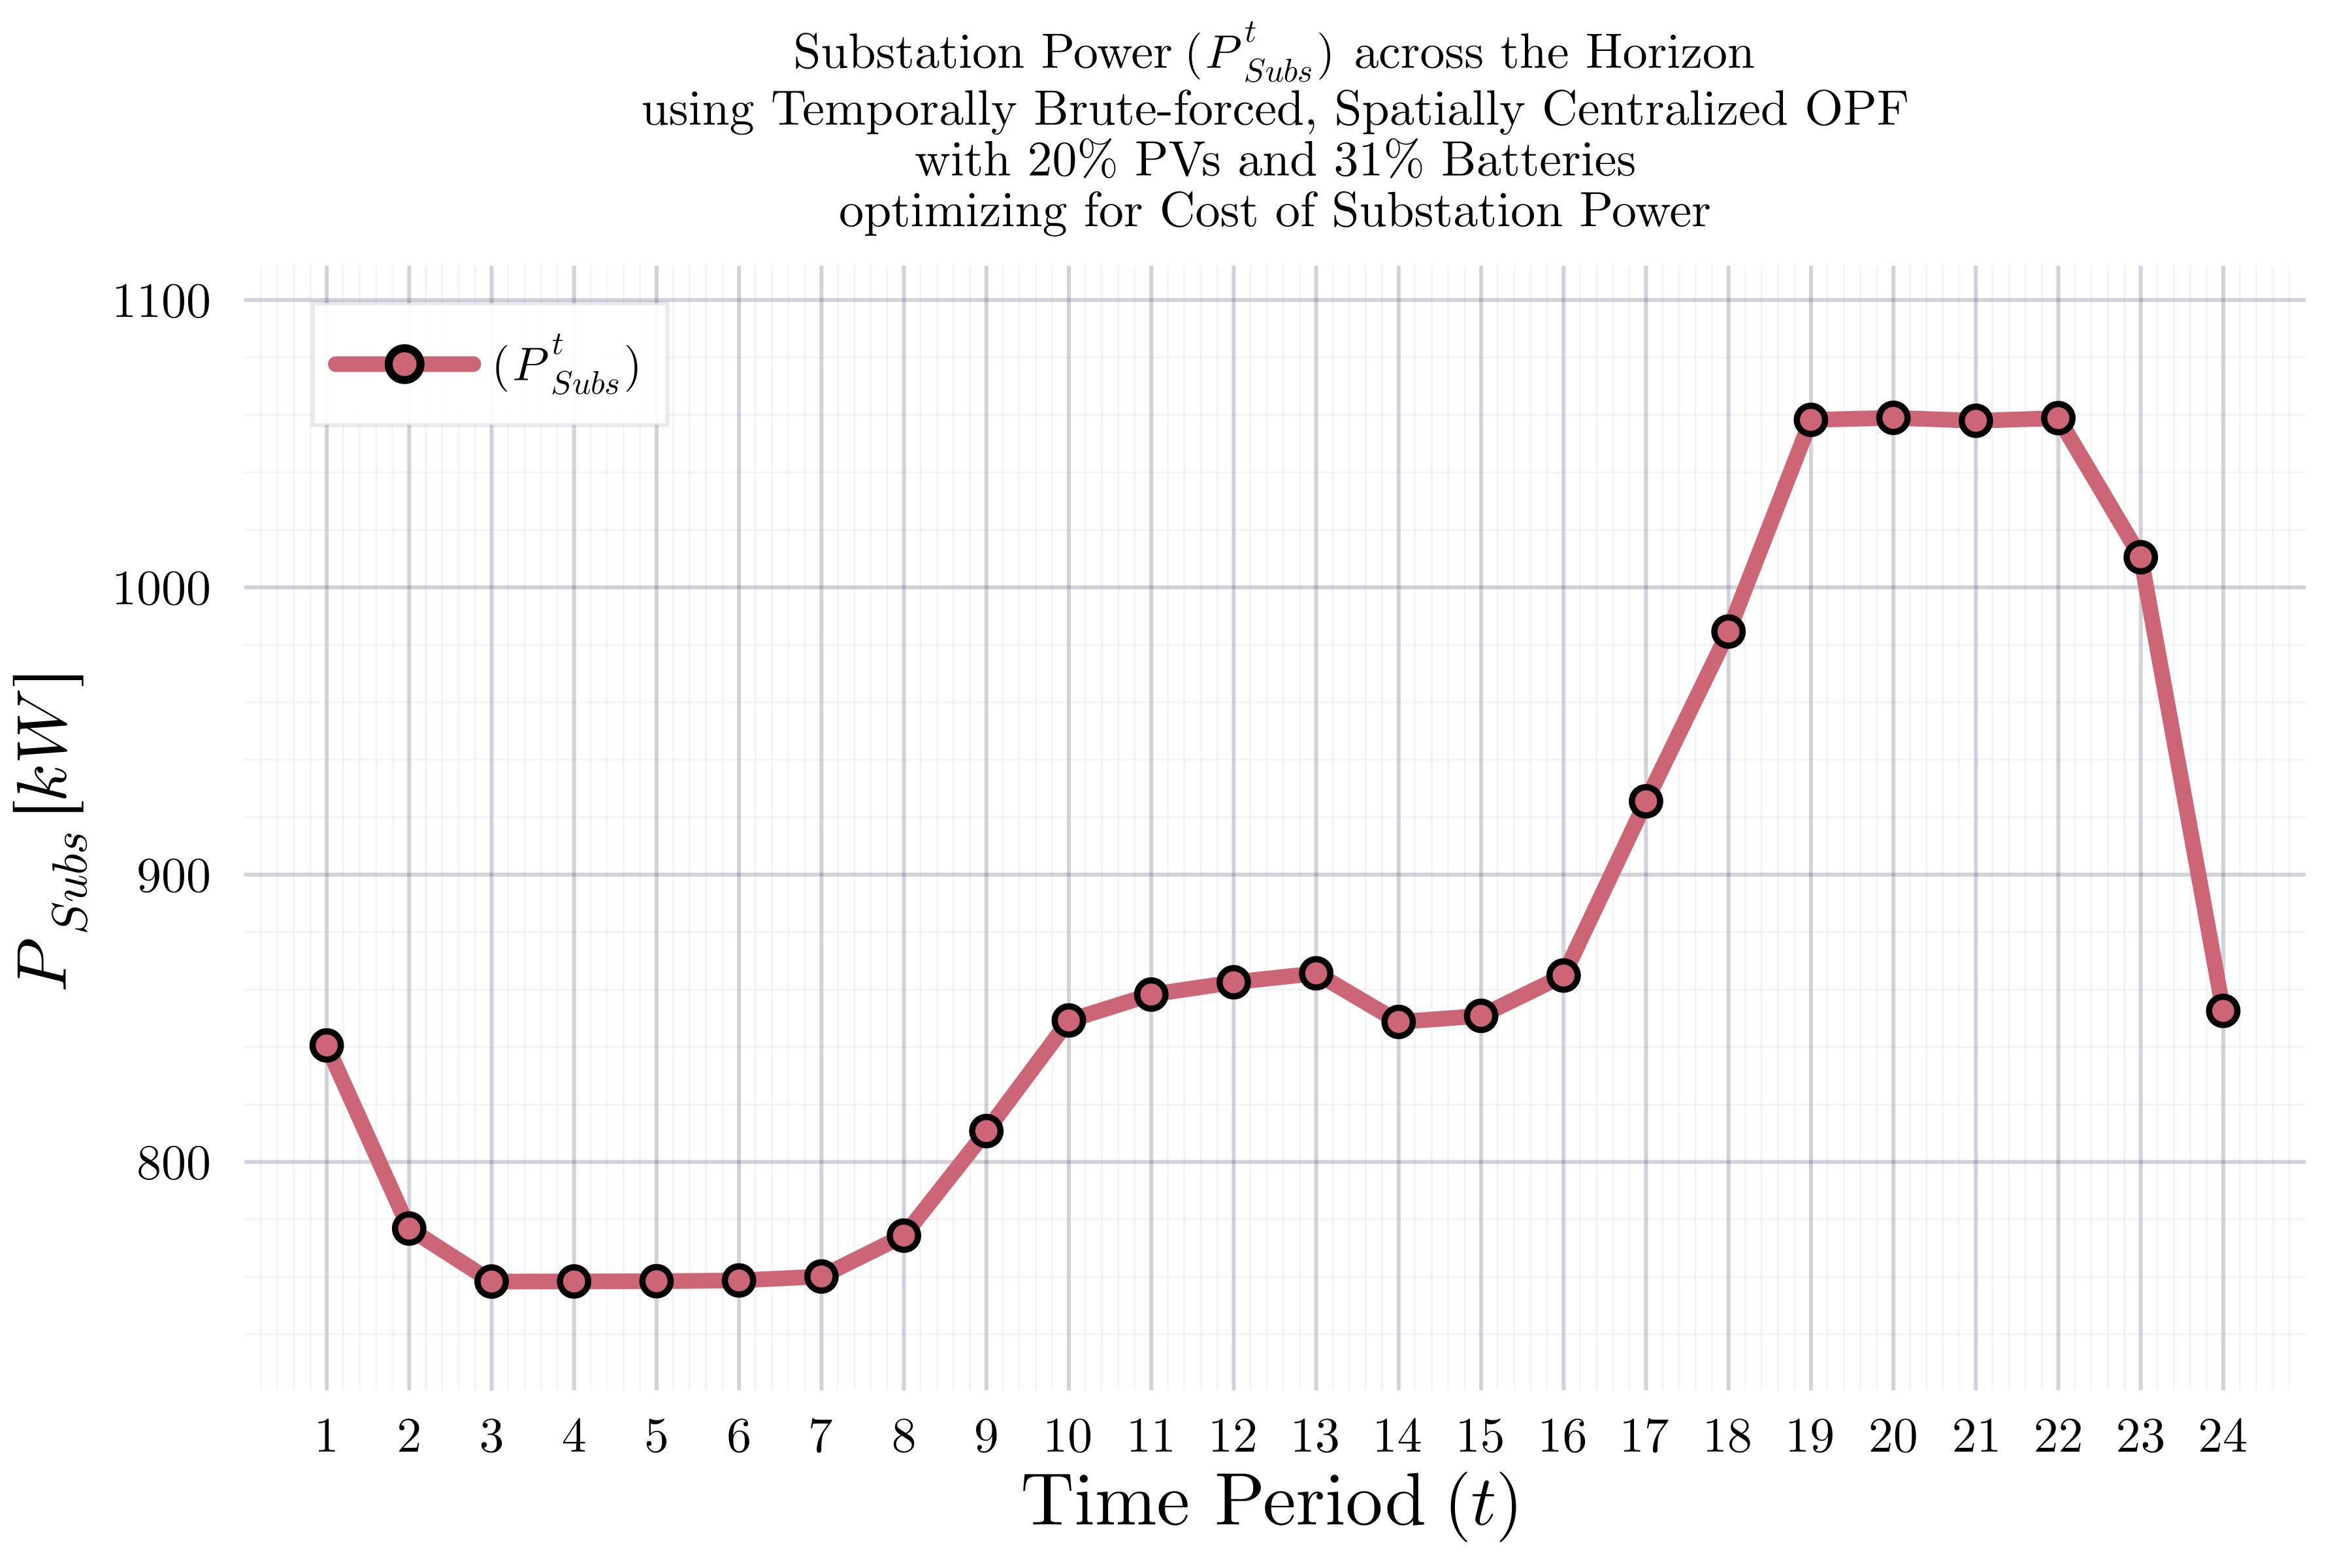 Substation Power (P^t_Subs) across the Horizon
using Temporally Brute-forced, Spatially Centralized OPF
with 20% PVs and 31% Batteries
optimizing for Cost of Substation Power
1100
(P^t_Subs)
1000
900
800
P_Subs [kW]
1 2 3 4 5 6 7 8 9 10 11 12 13 14 15 16 17 18 19 20 21 22 23 24
Time Period (t)